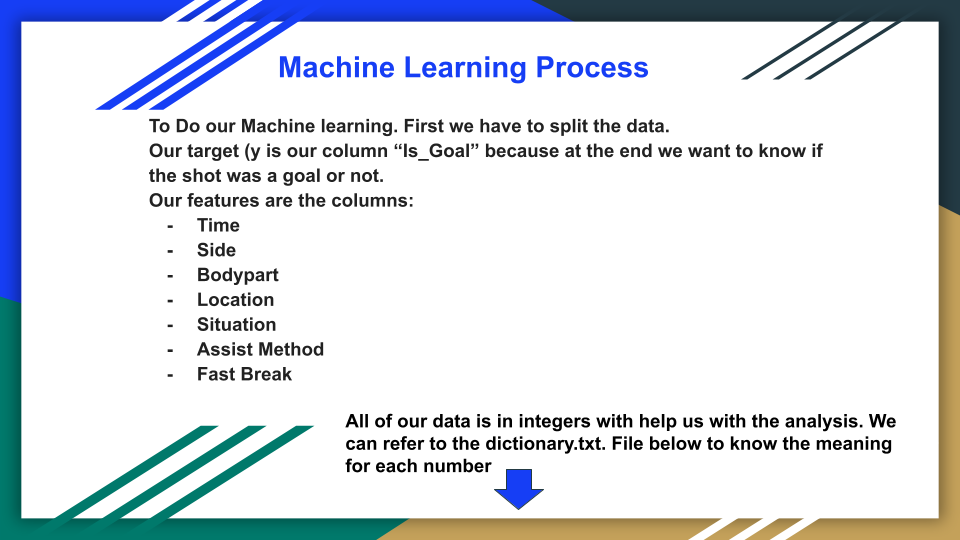 Machine Learning Process
To Do our Machine learning. First we have to split the data.
Our target (y is our column “Is_Goal” because at the end we want to know if
the shot was a goal or not.
Our features are the columns:
- Time
- Side
- Bodypart
- Location
- Situation
- Assist Method
- Fast Break
All of our data is in integers with help us with the analysis. We
can refer to the dictionary.txt. File below to know the meaning
for each number